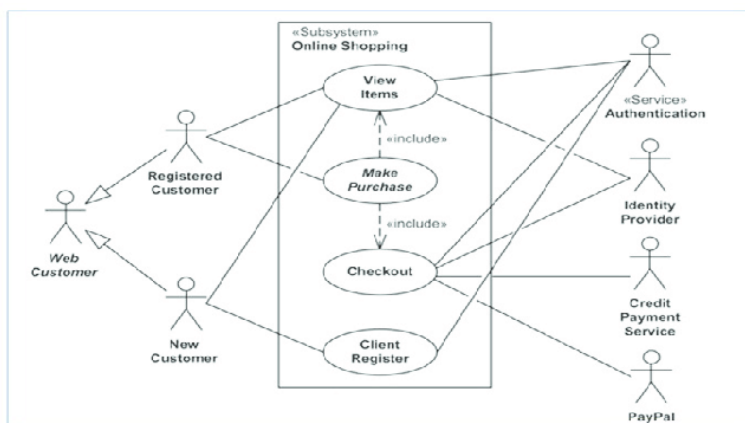 «Subsystem»
Online Shopping
View
Items
«include»
Make
Purchase
«include»
Checkout
Client
Register
Registered
Customer
Web
Customer
New
Customer
«Service»
Authentication
Identity
Provider
Credit
Payment
Service
PayPal